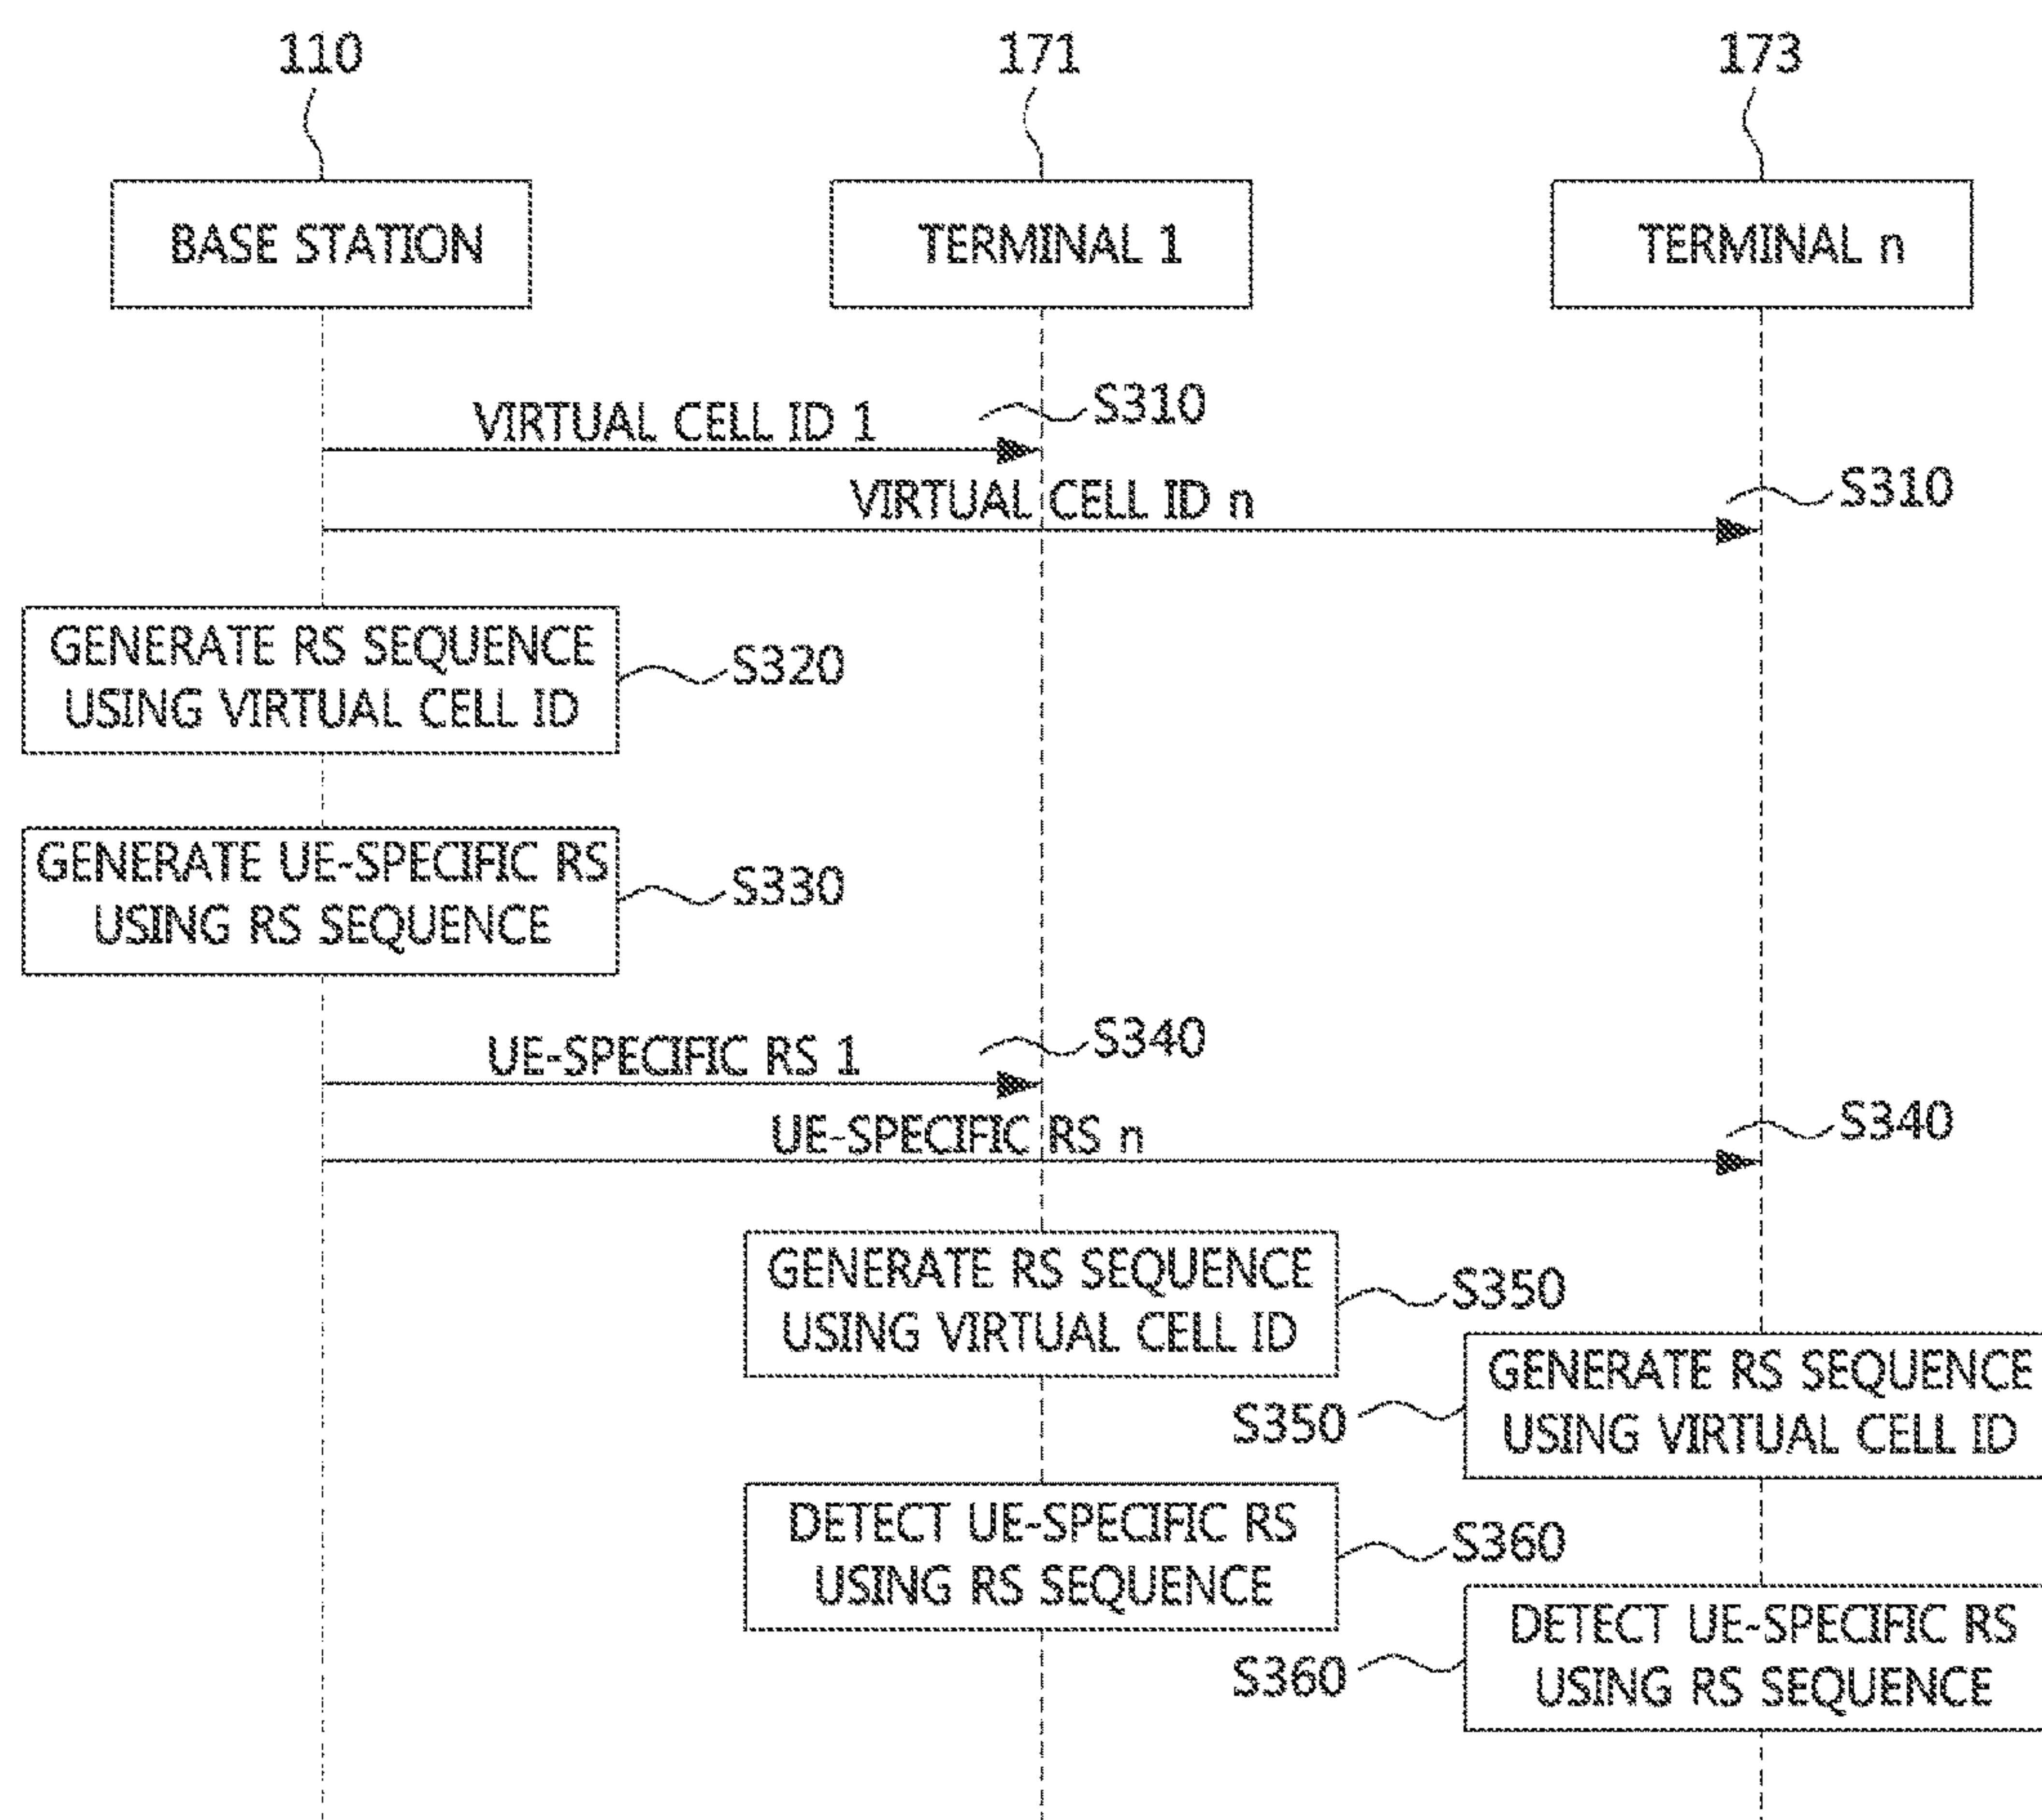 110
171
173
BASE STATION
TERMINAL 1
TERMINAL n
VIRTUAL CELL ID 1
S310
VIRTUAL CELL ID n
S310
GENERATE RS SEQUENCE
USING VIRTUAL CELL ID
S320
GENERATE UE-SPECIFIC RS
USING RS SEQUENCE
S330
UE-SPECIFIC RS 1
S340
UE-SPECIFIC RS n
S340
GENERATE RS SEQUENCE
USING VIRTUAL CELL ID
S350
GENERATE RS SEQUENCE
USING VIRTUAL CELL ID
S350
DETECT UE-SPECIFIC RS
USING RS SEQUENCE
S360
DETECT UE-SPECIFIC RS
USING RS SEQUENCE
S360